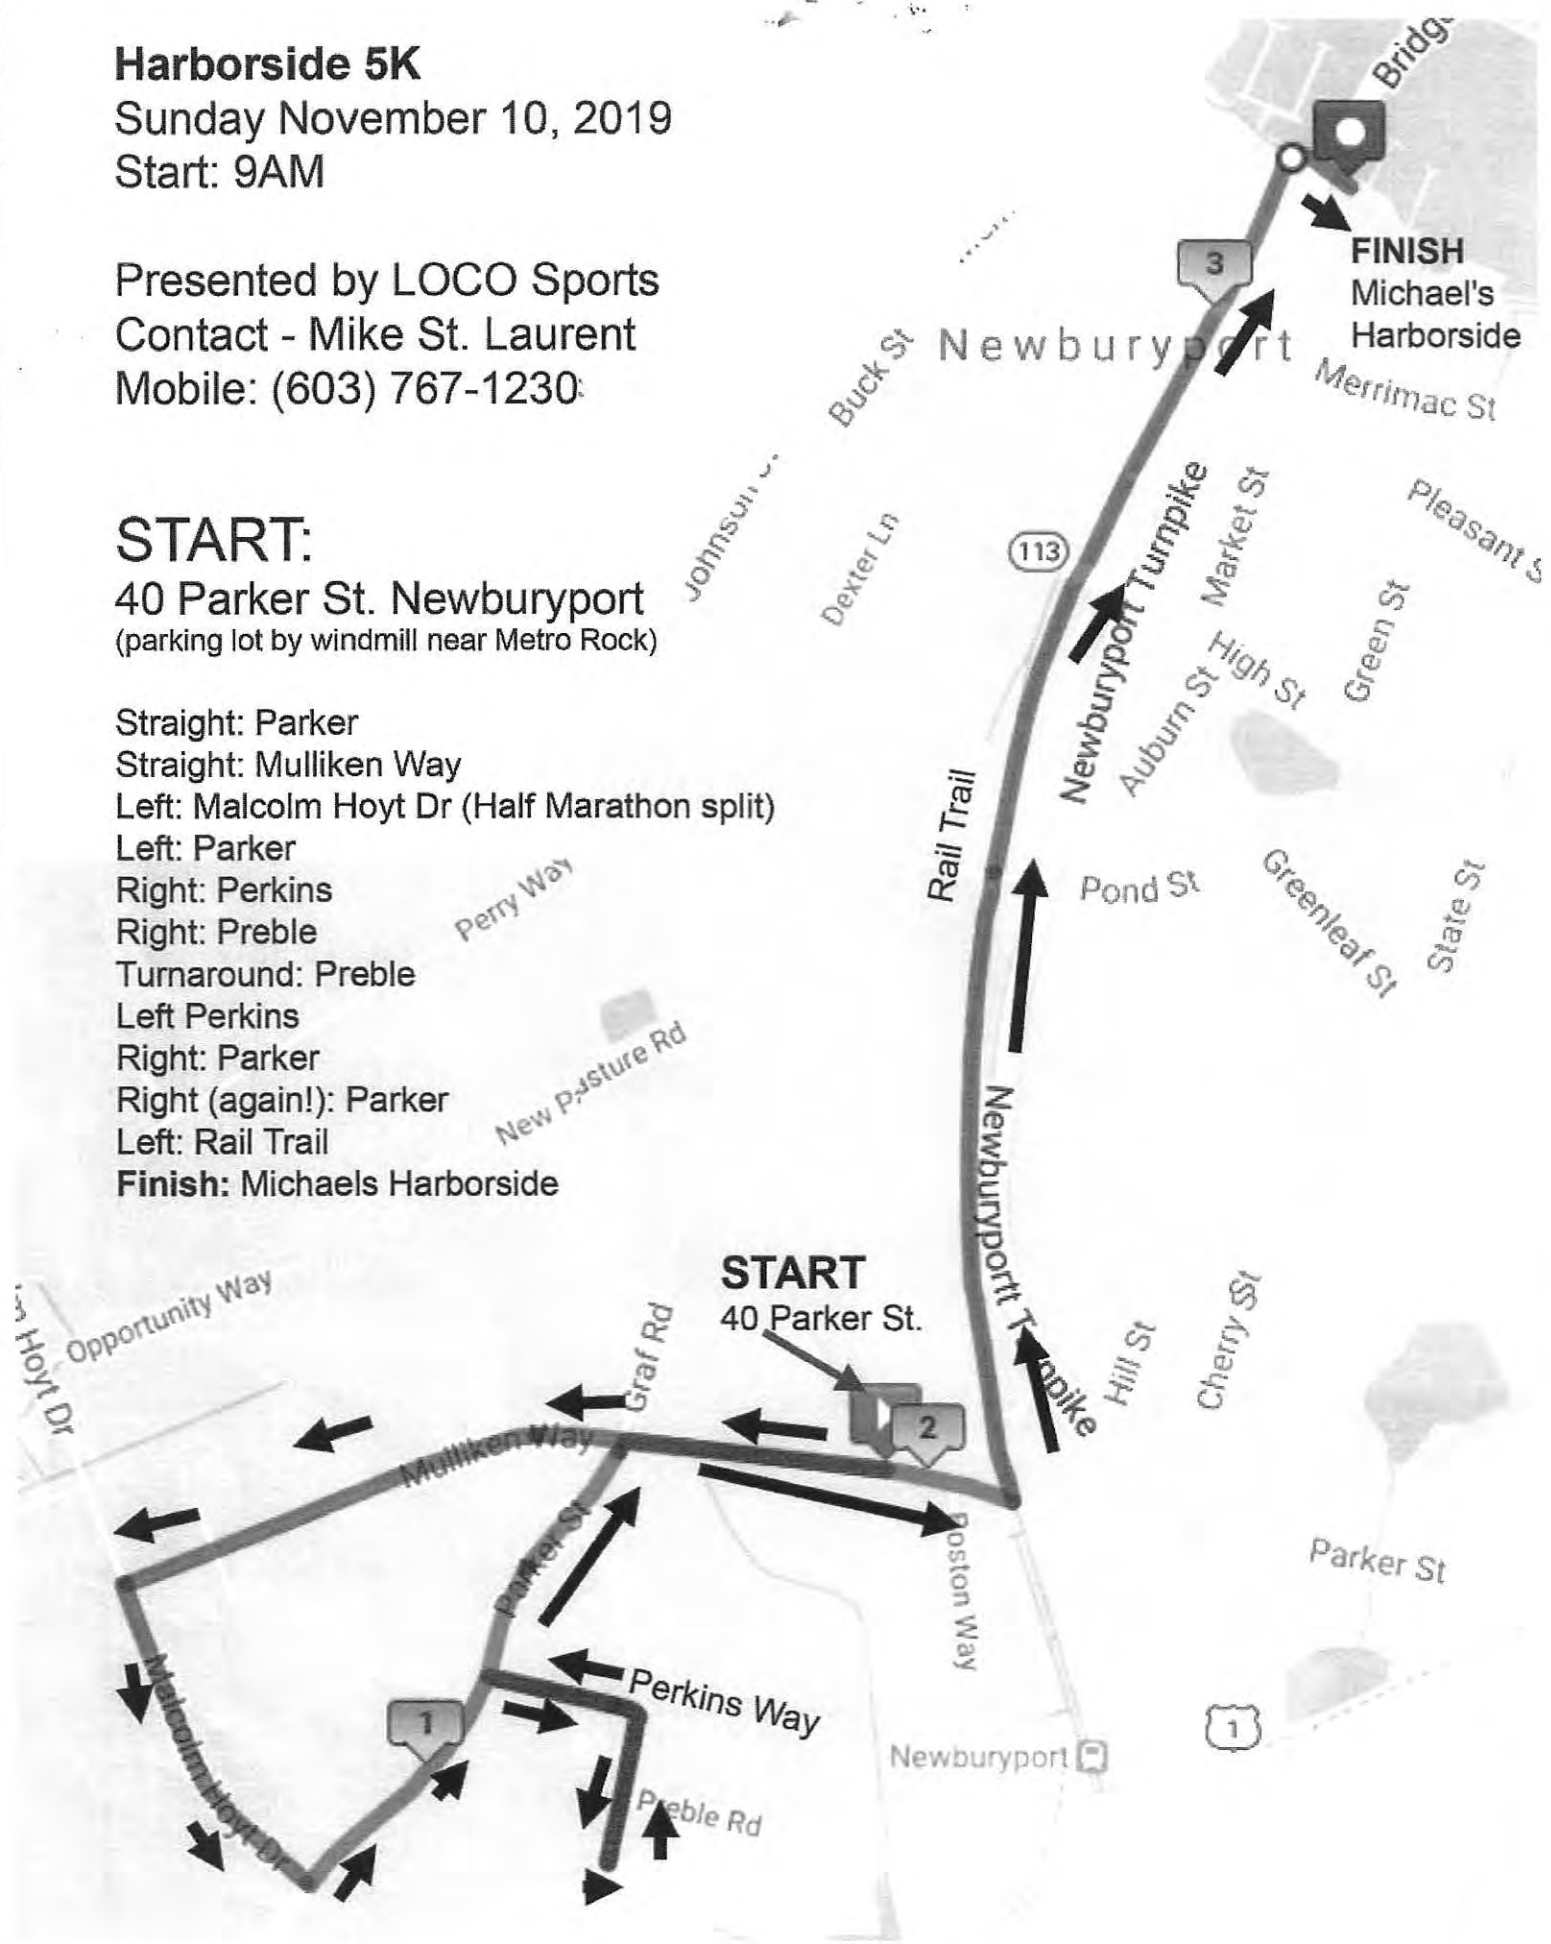 Harborside 5K
Sunday November 10, 2019
Start: 9AM
Presented by LOCO Sports
Contact - Mike St. Laurent
Mobile: (603) 767-1230
START:
40 Parker St. Newburyport
(parking lot by windmill near Metro Rock)
Straight: Parker
Straight: Mulliken Way
Left: Malcolm Hoyt Dr (Half Marathon split)
Left: Parker
Right: Perkins
Right: Preble
Turnaround: Preble
Left Perkins
Right: Parker
Right (again!): Parker
Left: Rail Trail
Finish: Michaels Harborside
3
FINISH
Michael's
Harborside
Newburyport
Merrimac St
Buck St
Dexter Ln
113
Newburyport Turnpike
Market St
Pleasant S
Green St
High St
Auburn St
Rail Trail
Pond St
Greenleaf St
State St
Perry Way
New Pasture Rd
Newburyportt Turnpike
Hill St
Cherry St
START
40 Parker St.
Opportunity Way
Hoyt Dr
Graf Rd
Mulliken Way
2
Parker St
Boston Way
Parker St
Malcolm Hoyt Dr
1
Perkins Way
Preble Rd
Newburyport
1